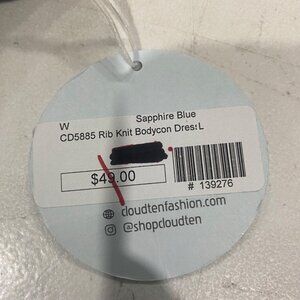 W Sapphire Blue
CD5885 Rib Knit Bodycon Dress L
$49.00
# 139276
cloudtenfashion.com
@shopcloudten